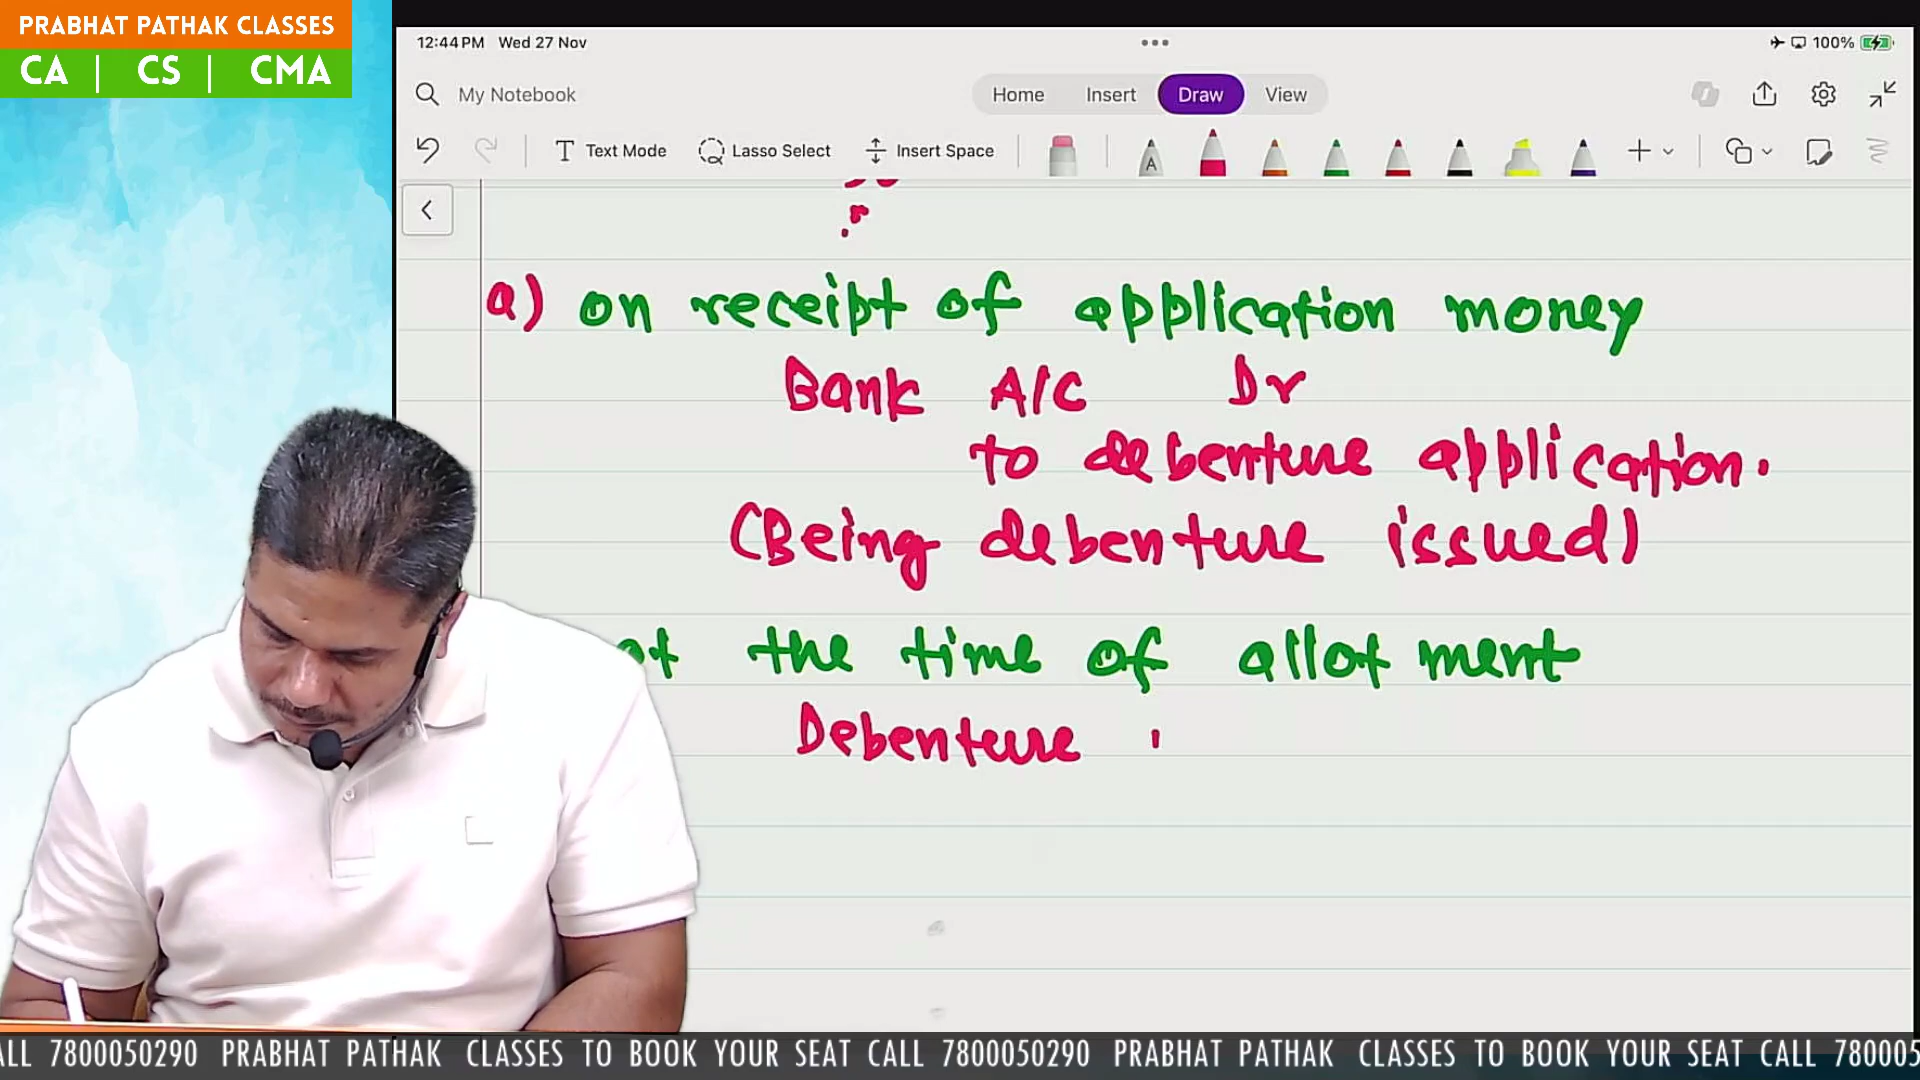 PRABHAT PATHAK CLASSES
CA | CS | CMA
12:44 PM Wed 27 Nov
100%
My Notebook
Home Insert Draw View
Text Mode Lasso Select Insert Space
A
a) on receipt of application money
Bank A/C Dr
to debenture application.
(Being debenture issued)
at the time of allotment
Debenture
ALL 7800050290 PRABHAT PATHAK CLASSES TO BOOK YOUR SEAT CALL 7800050290 PRABHAT PATHAK CLASSES TO BOOK YOUR SEAT CALL 780005